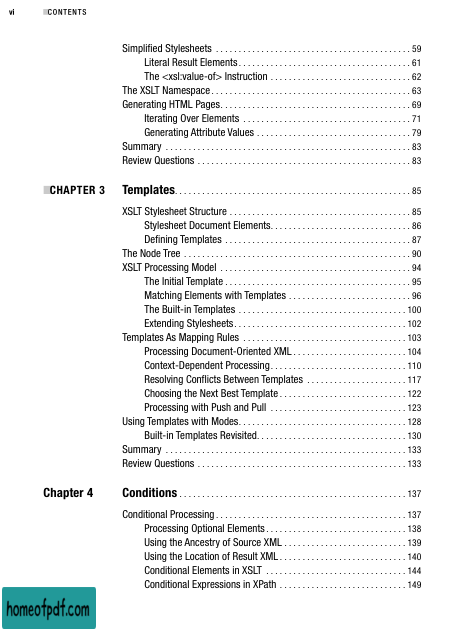 vi ■CONTENTS
Simplified Stylesheets . . . . . . . . . . . . . . . . . . . . . . . . . . . . . . . . . . . . . . . . . . 59
Literal Result Elements. . . . . . . . . . . . . . . . . . . . . . . . . . . . . . . . . . . . . 61
The <xsl:value-of> Instruction . . . . . . . . . . . . . . . . . . . . . . . . . . . . . . 62
The XSLT Namespace. . . . . . . . . . . . . . . . . . . . . . . . . . . . . . . . . . . . . . . . . . . 63
Generating HTML Pages. . . . . . . . . . . . . . . . . . . . . . . . . . . . . . . . . . . . . . . . . 69
Iterating Over Elements . . . . . . . . . . . . . . . . . . . . . . . . . . . . . . . . . . . . 71
Generating Attribute Values . . . . . . . . . . . . . . . . . . . . . . . . . . . . . . . . . 79
Summary . . . . . . . . . . . . . . . . . . . . . . . . . . . . . . . . . . . . . . . . . . . . . . . . . . . . . 83
Review Questions . . . . . . . . . . . . . . . . . . . . . . . . . . . . . . . . . . . . . . . . . . . . . . 83
■CHAPTER 3 Templates. . . . . . . . . . . . . . . . . . . . . . . . . . . . . . . . . . . . . . . . . . . . . . . . . . 85
XSLT Stylesheet Structure . . . . . . . . . . . . . . . . . . . . . . . . . . . . . . . . . . . . . . . 85
Stylesheet Document Elements. . . . . . . . . . . . . . . . . . . . . . . . . . . . . . 86
Defining Templates . . . . . . . . . . . . . . . . . . . . . . . . . . . . . . . . . . . . . . . . 87
The Node Tree . . . . . . . . . . . . . . . . . . . . . . . . . . . . . . . . . . . . . . . . . . . . . . . . . 90
XSLT Processing Model . . . . . . . . . . . . . . . . . . . . . . . . . . . . . . . . . . . . . . . . . 94
The Initial Template . . . . . . . . . . . . . . . . . . . . . . . . . . . . . . . . . . . . . . . . 95
Matching Elements with Templates . . . . . . . . . . . . . . . . . . . . . . . . . . 96
The Built-in Templates . . . . . . . . . . . . . . . . . . . . . . . . . . . . . . . . . . . . 100
Extending Stylesheets. . . . . . . . . . . . . . . . . . . . . . . . . . . . . . . . . . . . . 102
Templates As Mapping Rules . . . . . . . . . . . . . . . . . . . . . . . . . . . . . . . . . . . 103
Processing Document-Oriented XML. . . . . . . . . . . . . . . . . . . . . . . . . 104
Context-Dependent Processing. . . . . . . . . . . . . . . . . . . . . . . . . . . . . . 110
Resolving Conflicts Between Templates . . . . . . . . . . . . . . . . . . . . . . 117
Choosing the Next Best Template. . . . . . . . . . . . . . . . . . . . . . . . . . . . 122
Processing with Push and Pull . . . . . . . . . . . . . . . . . . . . . . . . . . . . . . 123
Using Templates with Modes. . . . . . . . . . . . . . . . . . . . . . . . . . . . . . . . . . . . 128
Built-in Templates Revisited. . . . . . . . . . . . . . . . . . . . . . . . . . . . . . . . 130
Summary . . . . . . . . . . . . . . . . . . . . . . . . . . . . . . . . . . . . . . . . . . . . . . . . . . . . 133
Review Questions . . . . . . . . . . . . . . . . . . . . . . . . . . . . . . . . . . . . . . . . . . . . . 133
Chapter 4 Conditions . . . . . . . . . . . . . . . . . . . . . . . . . . . . . . . . . . . . . . . . . . . . . . . . . 137
Conditional Processing . . . . . . . . . . . . . . . . . . . . . . . . . . . . . . . . . . . . . . . . . 137
Processing Optional Elements. . . . . . . . . . . . . . . . . . . . . . . . . . . . . . . 138
Using the Ancestry of Source XML . . . . . . . . . . . . . . . . . . . . . . . . . . . 139
Using the Location of Result XML. . . . . . . . . . . . . . . . . . . . . . . . . . . . 140
Conditional Elements in XSLT . . . . . . . . . . . . . . . . . . . . . . . . . . . . . . . 144
Conditional Expressions in XPath . . . . . . . . . . . . . . . . . . . . . . . . . . . . 149
homeofpdf.com